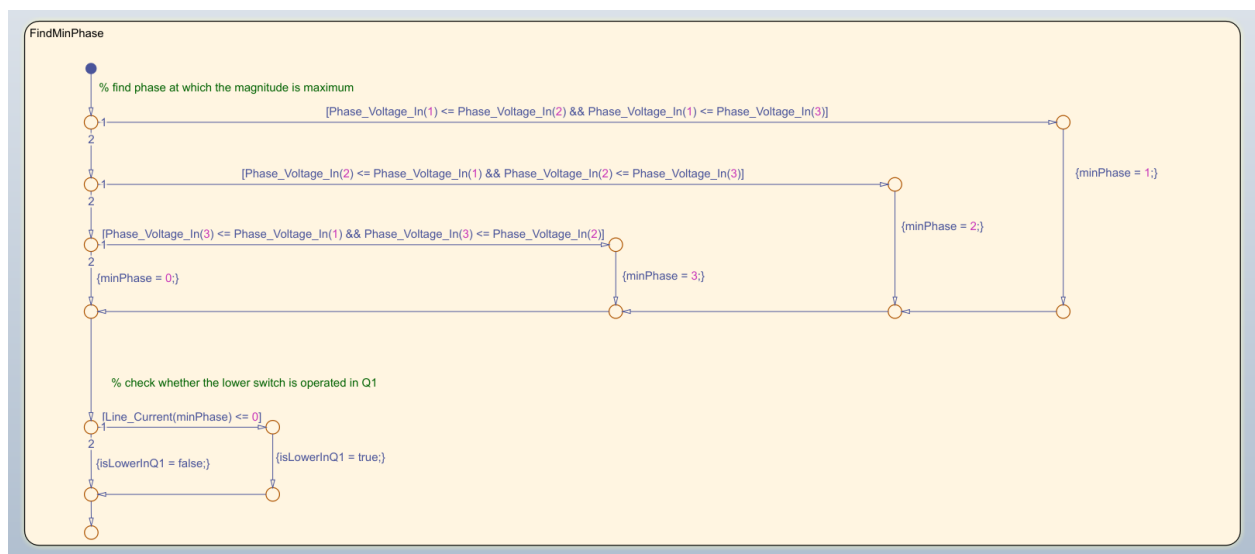 FindMinPhase
% find phase at which the magnitude is maximum
[Phase_Voltage_In(1) <= Phase_Voltage_In(2) && Phase_Voltage_In(1) <= Phase_Voltage_In(3)]
1
2
[Phase_Voltage_In(2) <= Phase_Voltage_In(1) && Phase_Voltage_In(2) <= Phase_Voltage_In(3)]
{minPhase = 1;}
1
2
{minPhase = 2;}
[Phase_Voltage_In(3) <= Phase_Voltage_In(1) && Phase_Voltage_In(3) <= Phase_Voltage_In(2)]
1
2
{minPhase = 0;}
{minPhase = 3;}
% check whether the lower switch is operated in Q1
[Line_Current(minPhase) <= 0]
1
2
{isLowerInQ1 = false;}
{isLowerInQ1 = true;}